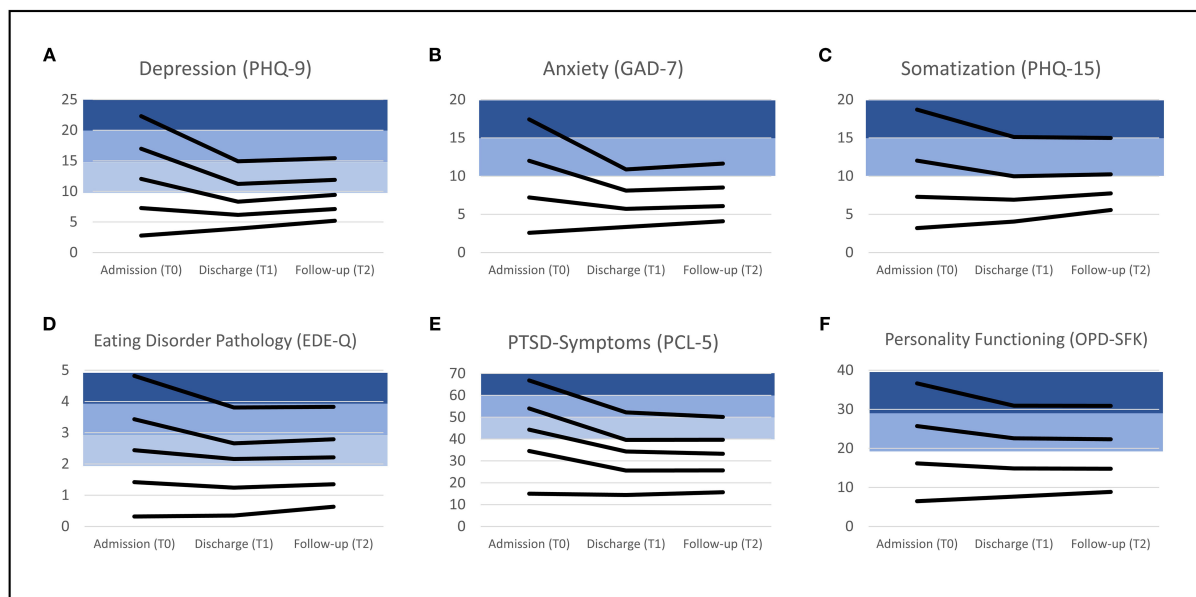 A
Depression (PHQ-9)
25
20
15
10
5
0
Admission (T0) Discharge (T1) Follow-up (T2)
B
Anxiety (GAD-7)
20
15
10
5
0
Admission (T0) Discharge (T1) Follow-up (T2)
C
Somatization (PHQ-15)
20
15
10
5
0
Admission (T0) Discharge (T1) Follow-up (T2)
D
Eating Disorder Pathology (EDE-Q)
5
4
3
2
1
0
Admission (T0) Discharge (T1) Follow-up (T2)
E
PTSD-Symptoms (PCL-5)
70
60
50
40
30
20
10
0
Admission (T0) Discharge (T1) Follow-up (T2)
F
Personality Functioning (OPD-SFK)
40
30
20
10
0
Admission (T0) Discharge (T1) Follow-up (T2)